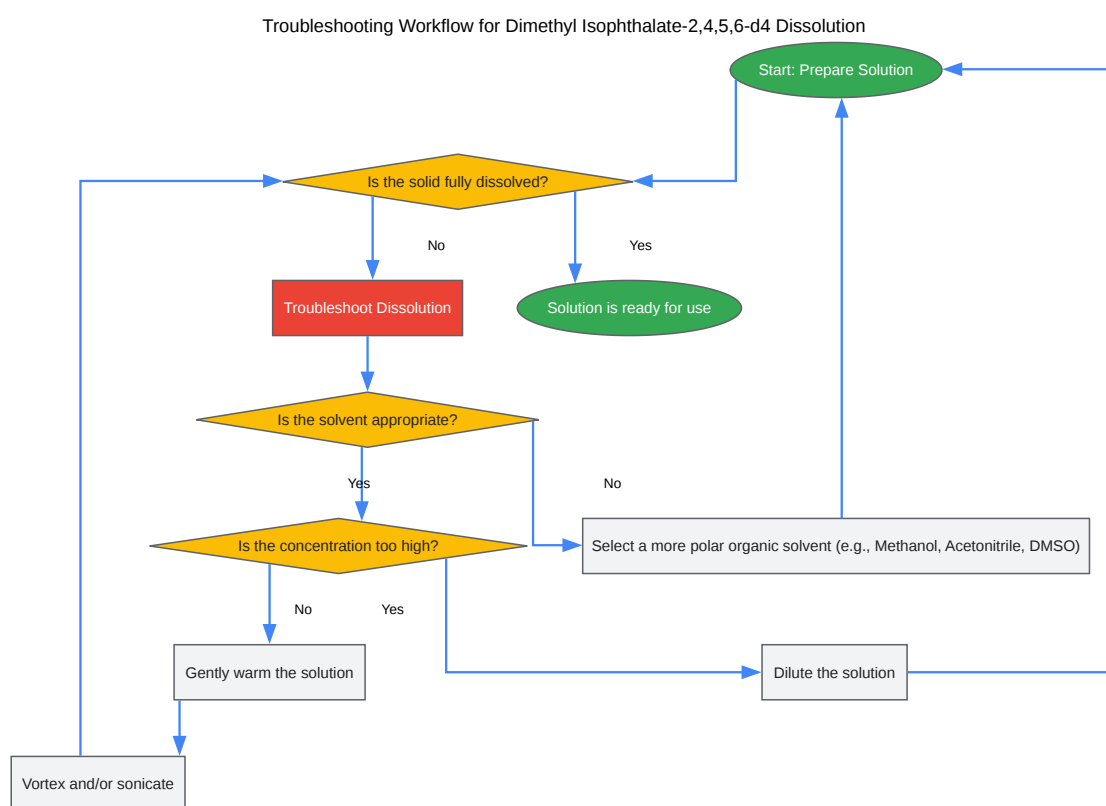 Troubleshooting Workflow for Dimethyl Isophthalate-2,4,5,6-d4 Dissolution
Start: Prepare Solution
Is the solid fully dissolved?
No
Yes
Troubleshoot Dissolution
Solution is ready for use
Is the solvent appropriate?
Yes
No
Is the concentration too high?
Select a more polar organic solvent (e.g., Methanol, Acetonitrile, DMSO)
No
Yes
Gently warm the solution
Dilute the solution
Vortex and/or sonicate